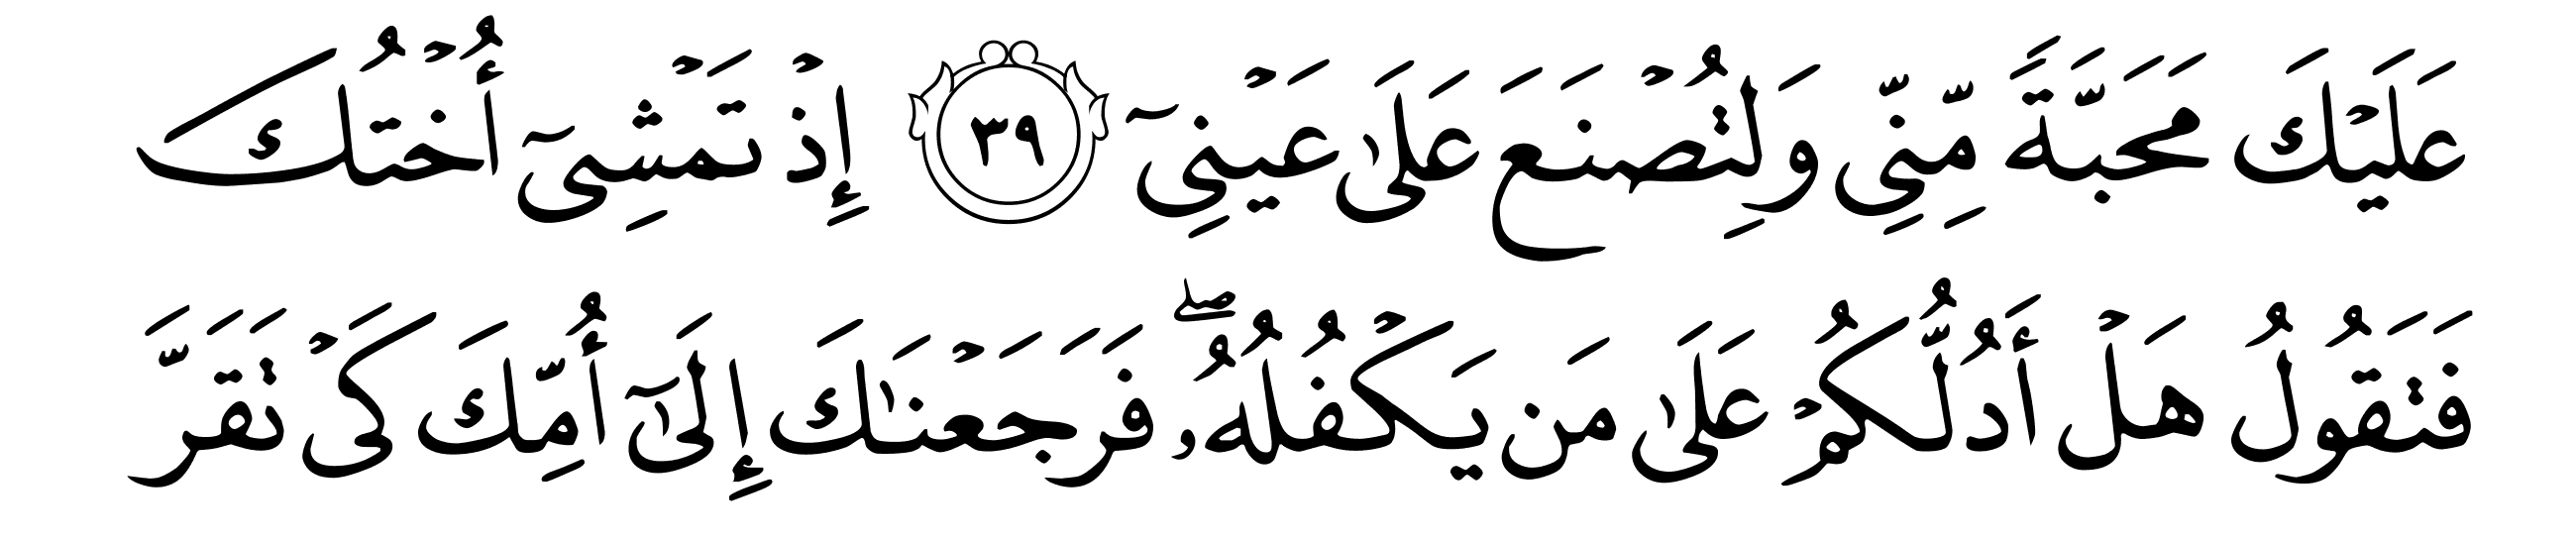 عَلَيۡكَ مَحَبَّةً مِّنِّي وَلِتُصۡنَعَ عَلَىٰ عَيۡنِيٓ ٣٩ إِذۡ تَمۡشِيٓ أُخۡتُكَ
فَتَقُولُ هَلۡ أَدُلُّكُمۡ عَلَىٰ مَن يَكۡفُلُهُۥۖ فَرَجَعۡنَٰكَ إِلَىٰٓ أُمِّكَ كَيۡ تَقَرَّ